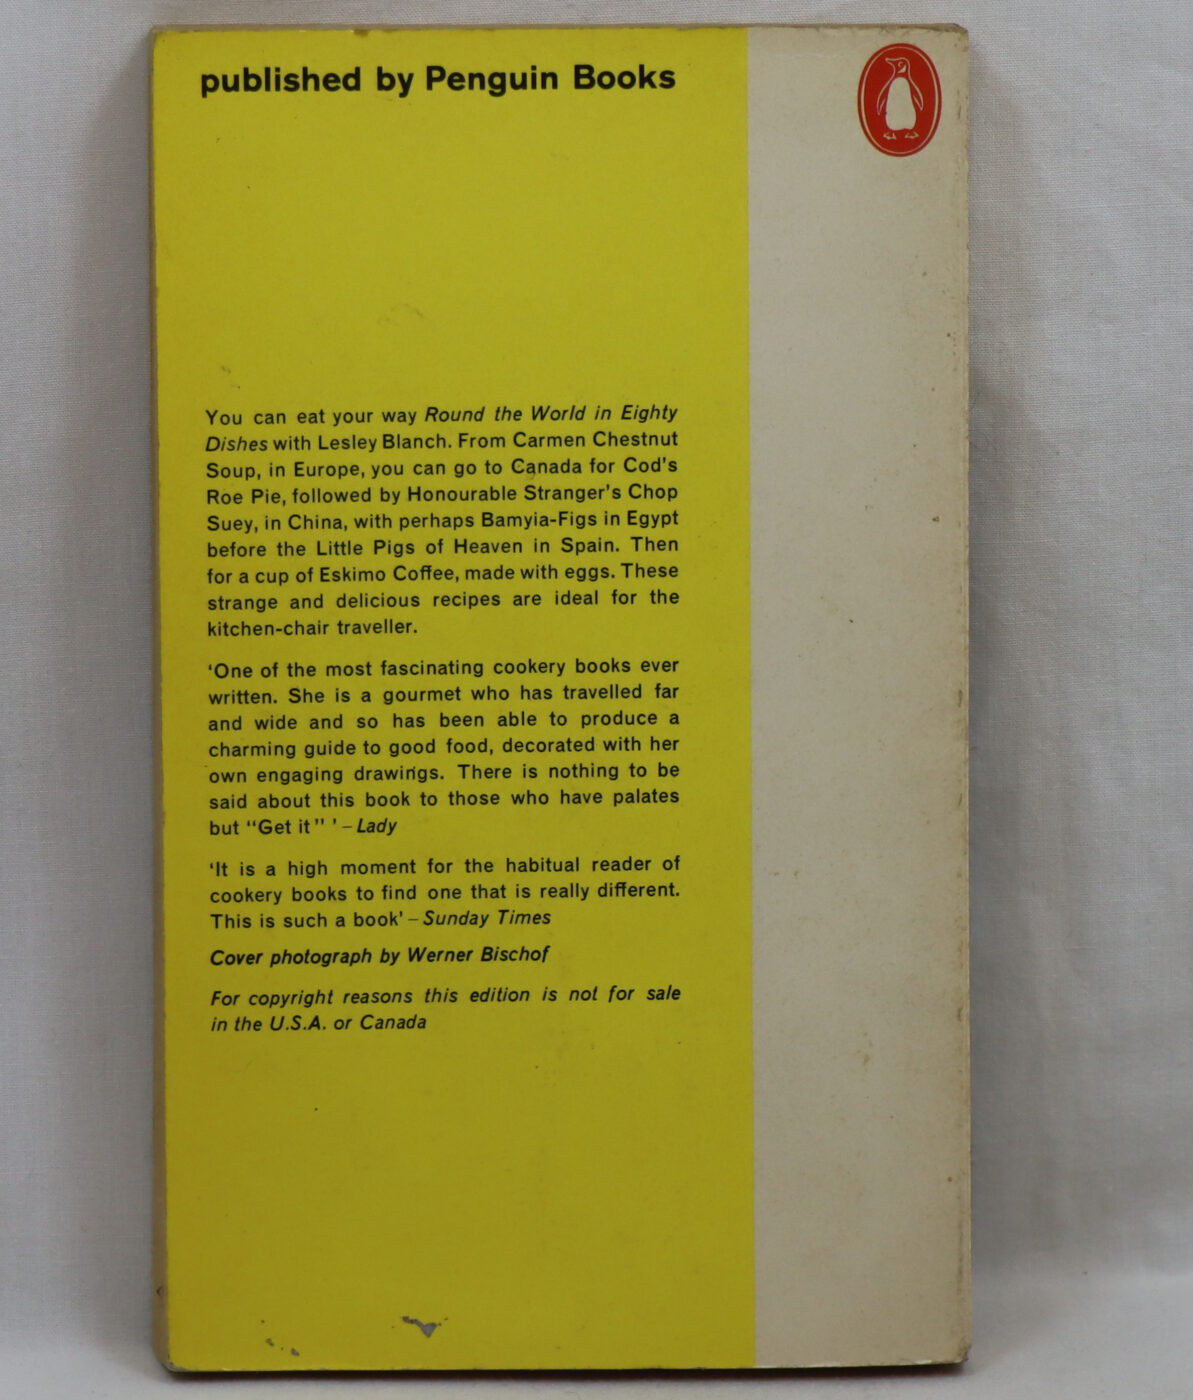 published by Penguin Books
You can eat your way Round the World in Eighty
Dishes with Lesley Blanch. From Carmen Chestnut
Soup, in Europe, you can go to Canada for Cod's
Roe Pie, followed by Honourable Stranger's Chop
Suey, in China, with perhaps Bamyia-Figs in Egypt
before the Little Pigs of Heaven in Spain. Then
for a cup of Eskimo Coffee, made with eggs. These
strange and delicious recipes are ideal for the
kitchen-chair traveller.
'One of the most fascinating cookery books ever
written. She is a gourmet who has travelled far
and wide and so has been able to produce a
charming guide to good food, decorated with her
own engaging drawings. There is nothing to be
said about this book to those who have palates
but "Get it" ' – Lady
'It is a high moment for the habitual reader of
cookery books to find one that is really different.
This is such a book' – Sunday Times
Cover photograph by Werner Bischof
For copyright reasons this edition is not for sale
in the U.S.A. or Canada